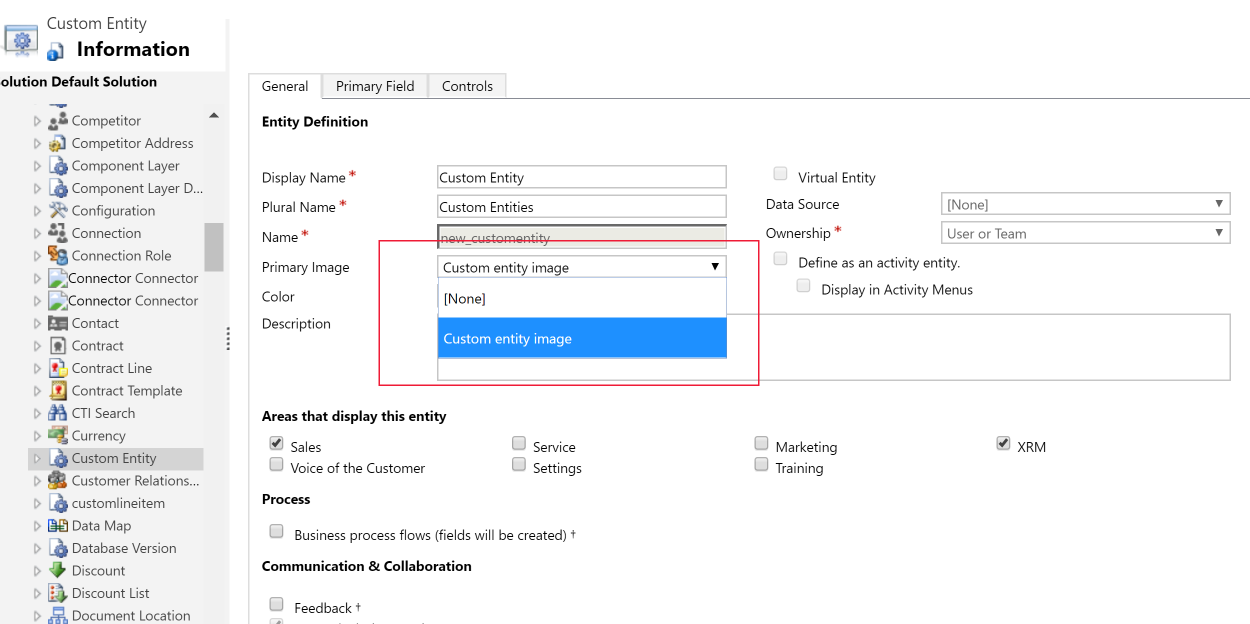 Custom Entity
Information
olution Default Solution
Competitor
Competitor Address
Component Layer
Component Layer D...
Configuration
Connection
Connection Role
Connector Connector
Connector Connector
Contact
Contract
Contract Line
Contract Template
CTI Search
Currency
Custom Entity
Customer Relations...
customlineitem
Data Map
Database Version
Discount
Discount List
Document Location
General Primary Field Controls
Entity Definition
Display Name * Custom Entity
Plural Name * Custom Entities
Name * new_customentity
Primary Image Custom entity image
Color [None]
Description Custom entity image
Virtual Entity
Data Source [None]
Ownership * User or Team
Define as an activity entity.
Display in Activity Menus
Areas that display this entity
Sales Service Marketing XRM
Voice of the Customer Settings Training
Process
Business process flows (fields will be created) †
Communication & Collaboration
Feedback †